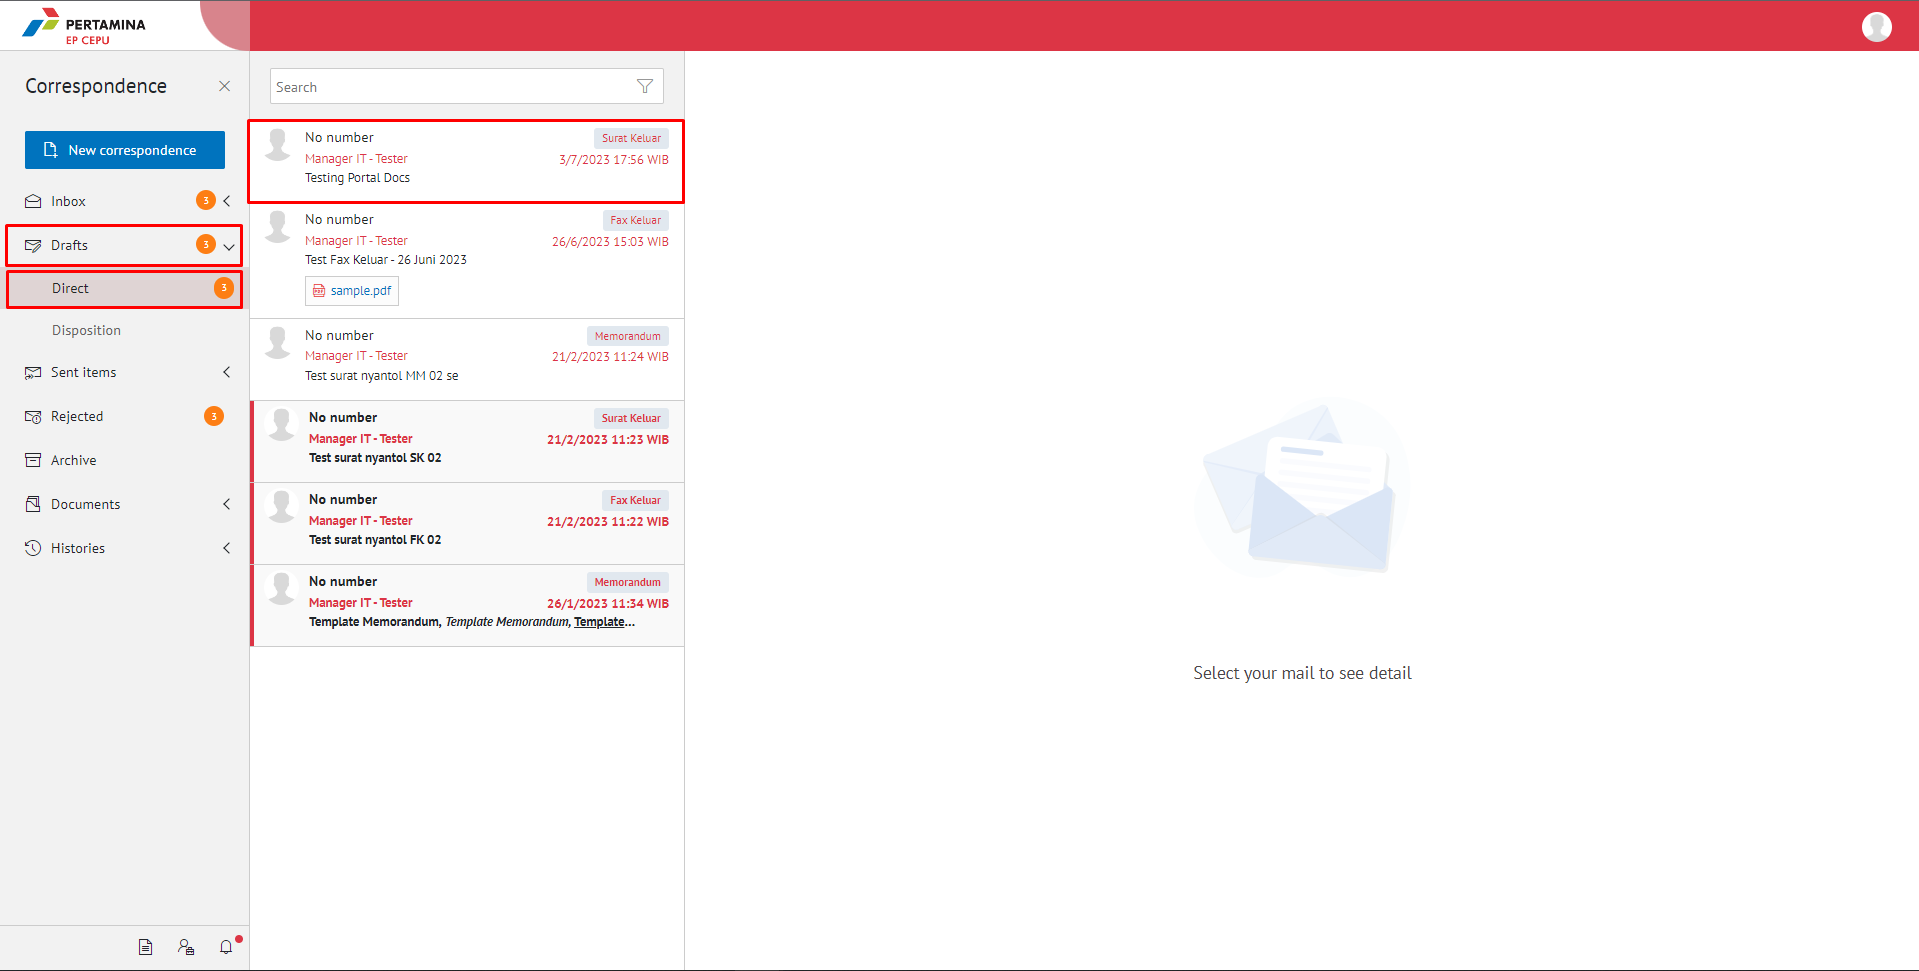 PERTAMINA
EP CEPU
Correspondence
New correspondence
Inbox 3
Drafts 3
Direct 3
Disposition
Sent items
Rejected 3
Archive
Documents
Histories
Search
No number Surat Keluar
Manager IT - Tester 3/7/2023 17:56 WIB
Testing Portal Docs
No number Fax Keluar
Manager IT - Tester 26/6/2023 15:03 WIB
Test Fax Keluar - 26 Juni 2023
sample.pdf
No number Memorandum
Manager IT - Tester 21/2/2023 11:24 WIB
Test surat nyantol MM 02 se
No number Surat Keluar
Manager IT - Tester 21/2/2023 11:23 WIB
Test surat nyantol SK 02
No number Fax Keluar
Manager IT - Tester 21/2/2023 11:22 WIB
Test surat nyantol FK 02
No number Memorandum
Manager IT - Tester 26/1/2023 11:34 WIB
Template Memorandum, Template Memorandum, Template...
Select your mail to see detail